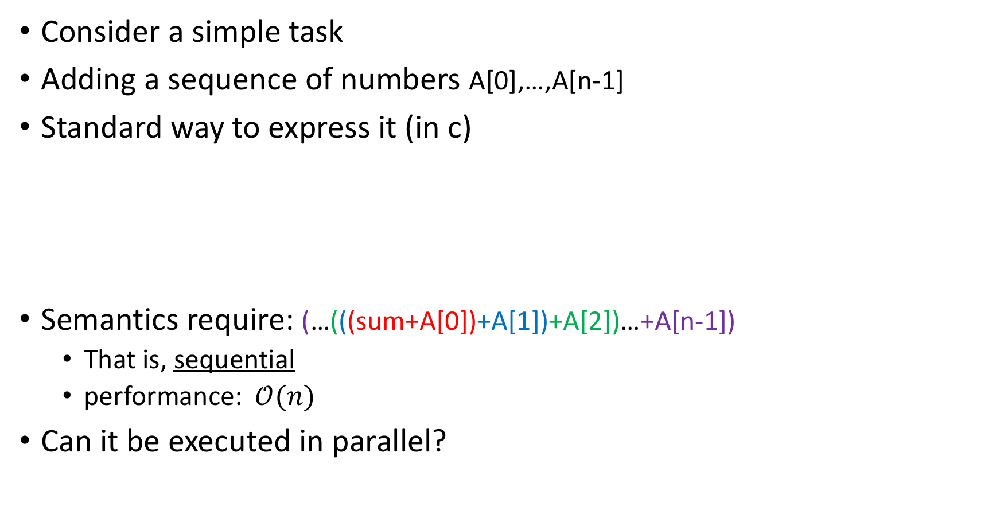 • Consider a simple task
• Adding a sequence of numbers A[0],…,A[n-1]
• Standard way to express it (in c)
• Semantics require: (…(((sum+A[0])+A[1])+A[2])…+A[n-1])
• That is, sequential
• performance: 𝒪(𝑛)
• Can it be executed in parallel?